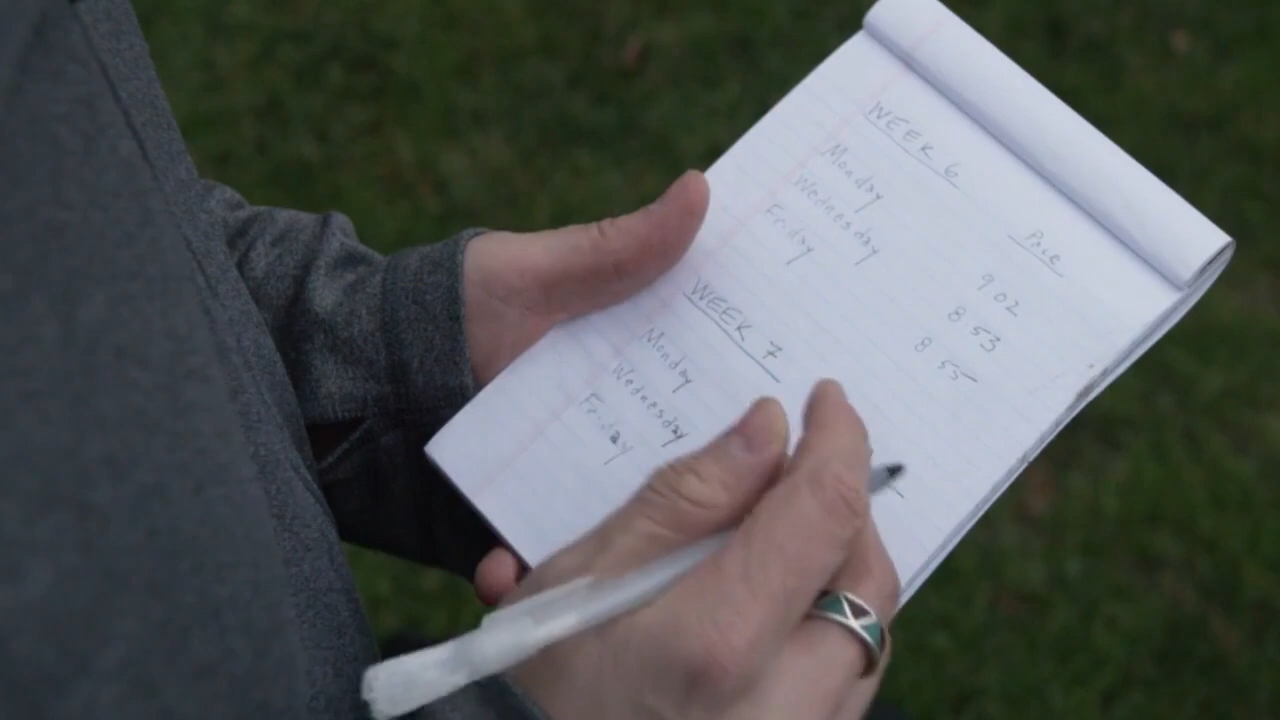 WEEK 6
Pace
Monday 9 02
Wednesday 8 53
Friday 8 55
WEEK 7
Monday
Wednesday
Friday